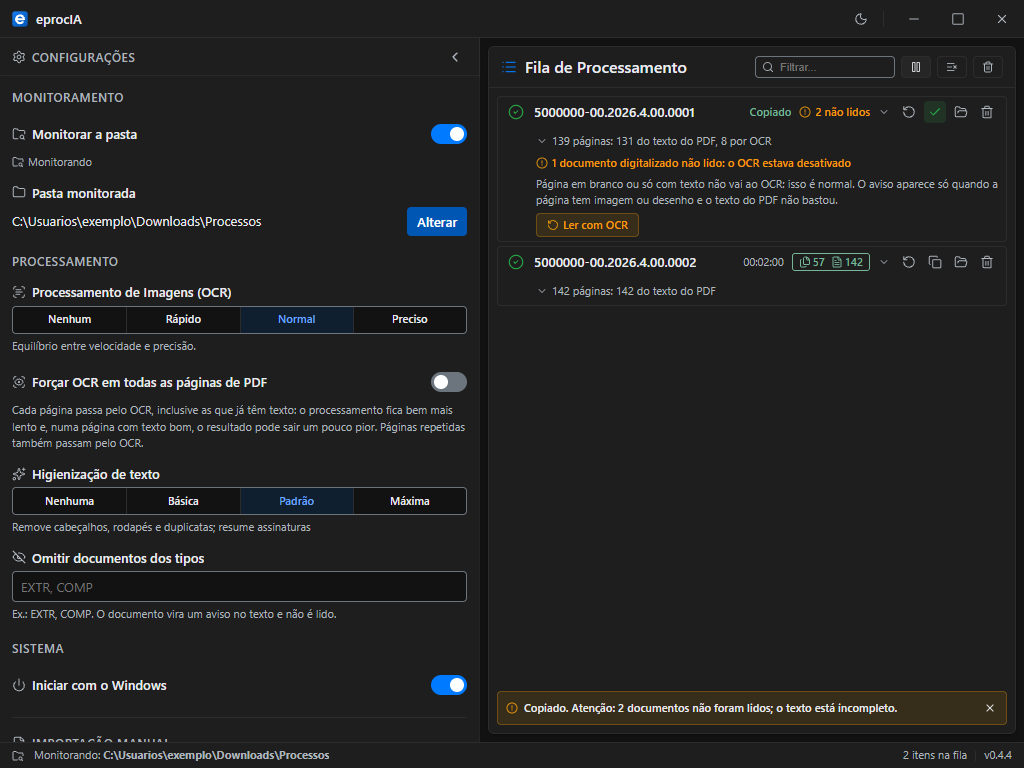 eprocIA
CONFIGURAÇÕES
MONITORAMENTO
Monitorar a pasta
Monitorando
Pasta monitorada
C:\Usuarios\exemplo\Downloads\Processos
Alterar
PROCESSAMENTO
Processamento de Imagens (OCR)
Nenhum Rápido Normal Preciso
Equilíbrio entre velocidade e precisão.
Forçar OCR em todas as páginas de PDF
Cada página passa pelo OCR, inclusive as que já têm texto: o processamento fica bem mais
lento e, numa página com texto bom, o resultado pode sair um pouco pior. Páginas repetidas
também passam pelo OCR.
Higienização de texto
Nenhuma Básica Padrão Máxima
Remove cabeçalhos, rodapés e duplicatas; resume assinaturas
Omitir documentos dos tipos
EXTR, COMP
Ex.: EXTR, COMP. O documento vira um aviso no texto e não é lido.
SISTEMA
Iniciar com o Windows
IMPORTAÇÃO MANUAL
Fila de Processamento
Filtrar...
5000000-00.2026.4.00.0001 Copiado 2 não lidos
139 páginas: 131 do texto do PDF, 8 por OCR
1 documento digitalizado não lido: o OCR estava desativado
Página em branco ou só com texto não vai ao OCR: isso é normal. O aviso aparece só quando a
página tem imagem ou desenho e o texto do PDF não bastou.
Ler com OCR
5000000-00.2026.4.00.0002 00:02:00 57 142
142 páginas: 142 do texto do PDF
Copiado. Atenção: 2 documentos não foram lidos; o texto está incompleto.
Monitorando: C:\Usuarios\exemplo\Downloads\Processos
2 itens na fila v0.4.4